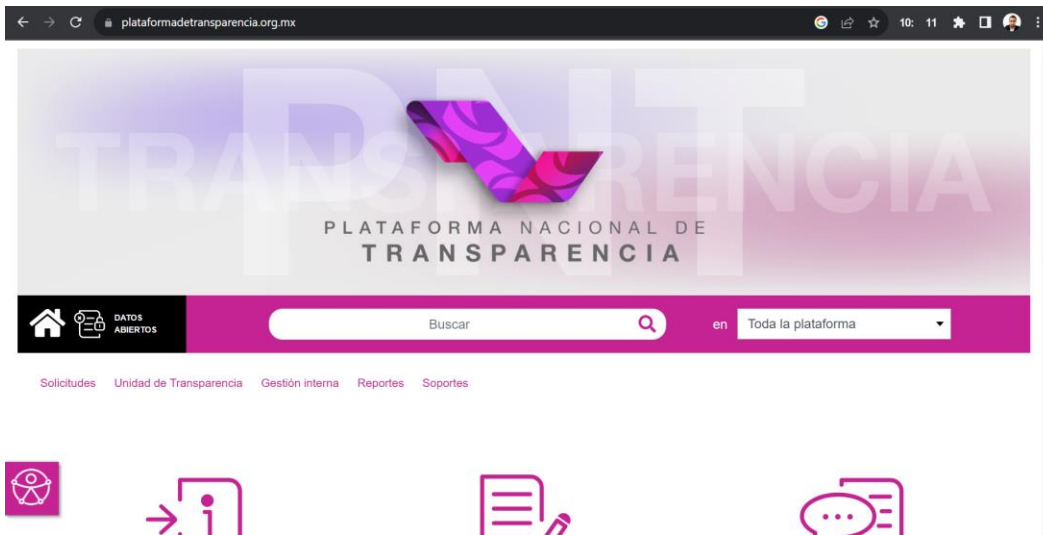 plataformadetransparencia.org.mx
10: 11
PNT
TRANSPARENCIA
PLATAFORMA NACIONAL DE
TRANSPARENCIA
DATOS
ABIERTOS
Buscar
en
Toda la plataforma
Solicitudes Unidad de Transparencia Gestión interna Reportes Soportes